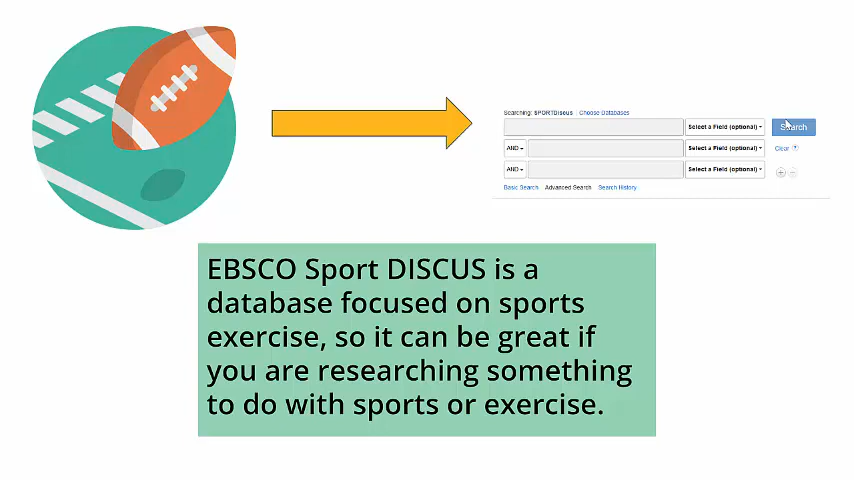 Searching: SPORTDiscus | Choose Databases
Select a Field (optional) Search
AND Select a Field (optional) Clear ?
AND Select a Field (optional)
Basic Search Advanced Search Search History
EBSCO Sport DISCUS is a
database focused on sports
exercise, so it can be great if
you are researching something
to do with sports or exercise.